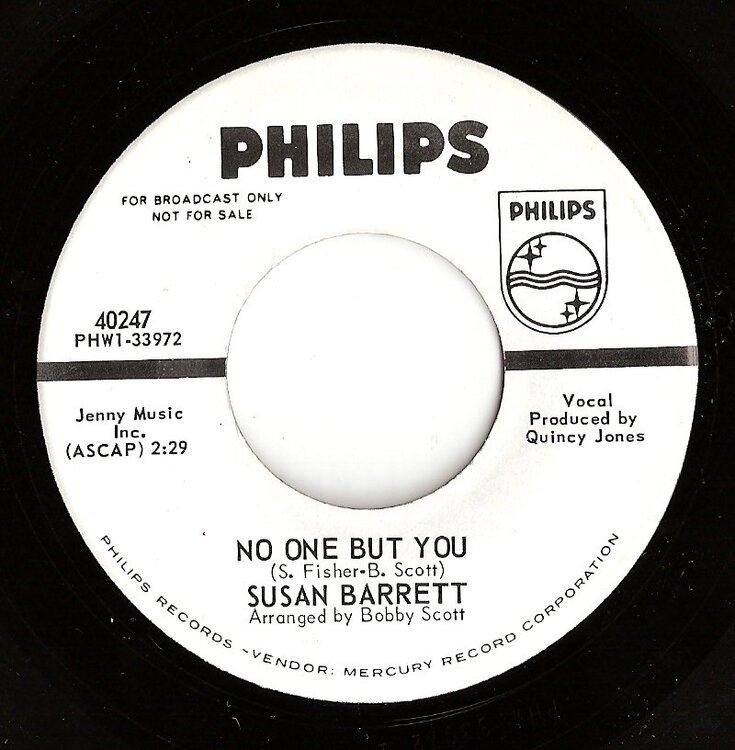 PHILIPS
FOR BROADCAST ONLY
NOT FOR SALE
PHILIPS
40247
PHW1-33972
Jenny Music
Inc.
(ASCAP) 2:29
Vocal
Produced by
Quincy Jones
NO ONE BUT YOU
(S. Fisher-B. Scott)
SUSAN BARRETT
Arranged by Bobby Scott
PHILIPS RECORDS -VENDOR: MERCURY RECORD CORPORATION